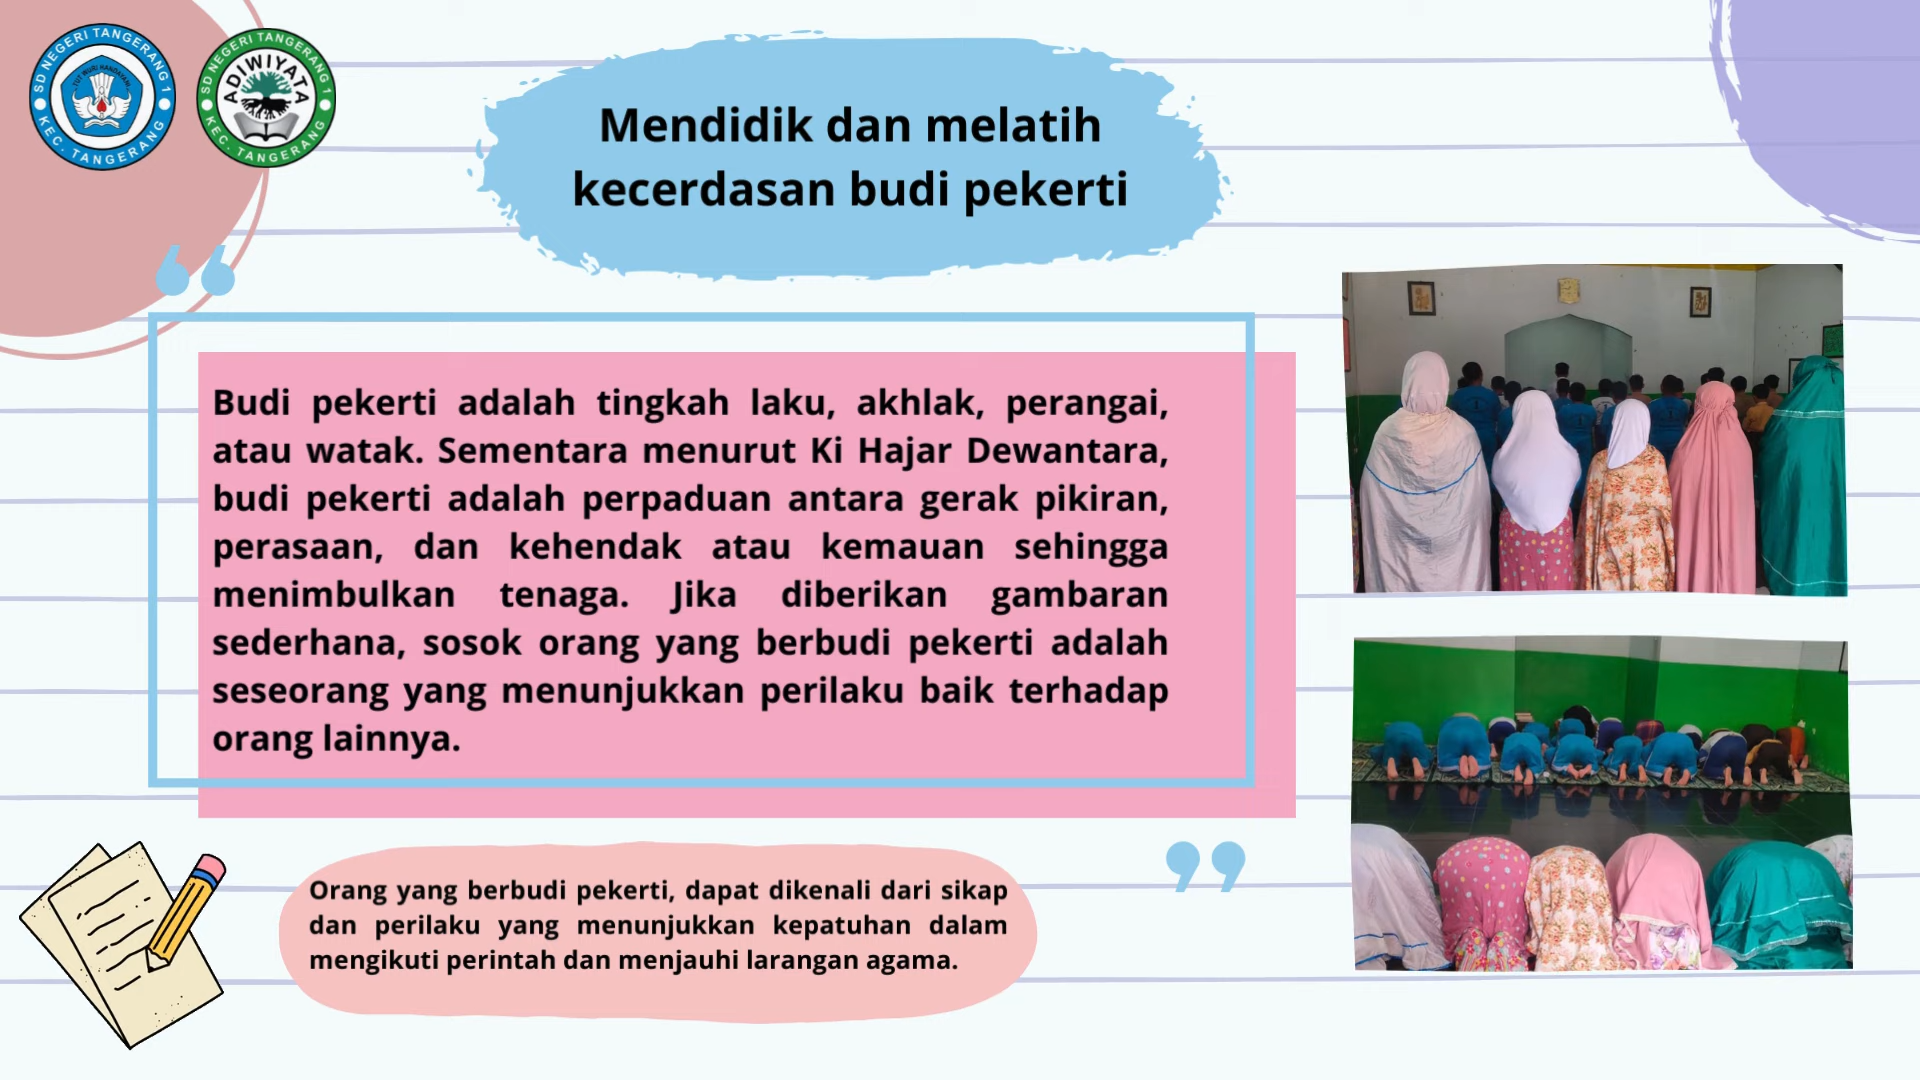 SD NEGERI TANGERANG 1
TUT WURI HANDAYANI
KEC. TANGERANG
SD NEGERI TANGERANG 1
ADIWIYATA
KEC. TANGERANG
Mendidik dan melatih
kecerdasan budi pekerti
Budi pekerti adalah tingkah laku, akhlak, perangai,
atau watak. Sementara menurut Ki Hajar Dewantara,
budi pekerti adalah perpaduan antara gerak pikiran,
perasaan, dan kehendak atau kemauan sehingga
menimbulkan tenaga. Jika diberikan gambaran
sederhana, sosok orang yang berbudi pekerti adalah
seseorang yang menunjukkan perilaku baik terhadap
orang lainnya.
Orang yang berbudi pekerti, dapat dikenali dari sikap
dan perilaku yang menunjukkan kepatuhan dalam
mengikuti perintah dan menjauhi larangan agama.